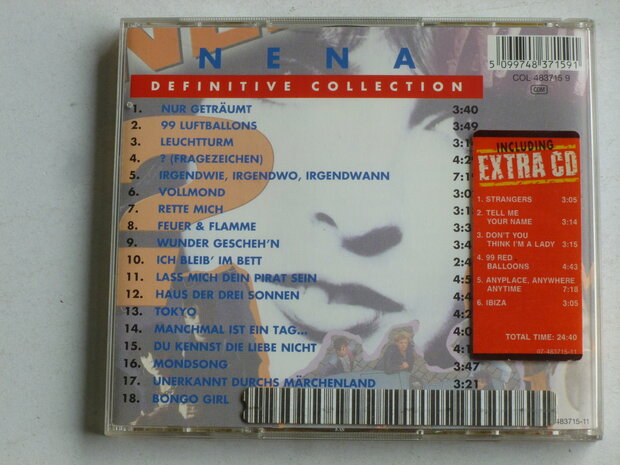 NENA
DEFINITIVE COLLECTION
5 099748 371591
COL 483715 9
1. NUR GETRÄUMT 3:40
2. 99 LUFTBALLONS 3:49
3. LEUCHTTURM
4. ? (FRAGEZEICHEN)
5. IRGENDWIE, IRGENDWO, IRGENDWANN
6. VOLLMOND
7. RETTE MICH
8. FEUER & FLAMME
9. WUNDER GESCHEH'N
10. ICH BLEIB' IM BETT
11. LASS MICH DEIN PIRAT SEIN
12. HAUS DER DREI SONNEN
13. TOKYO
14. MANCHMAL IST EIN TAG...
15. DU KENNST DIE LIEBE NICHT
16. MONDSONG 3:47
17. UNERKANNT DURCHS MÄRCHENLAND 3:21
18. BONGO GIRL
INCLUDING
EXTRA CD
1. STRANGERS 3:05
2. TELL ME
YOUR NAME 3:14
3. DON'T YOU
THINK I'M A LADY 3:15
4. 99 RED
BALLOONS 4:43
5. ANYPLACE, ANYWHERE
ANYTIME 7:18
6. IBIZA 3:05
TOTAL TIME: 24:40
07-483715-11
483715-11